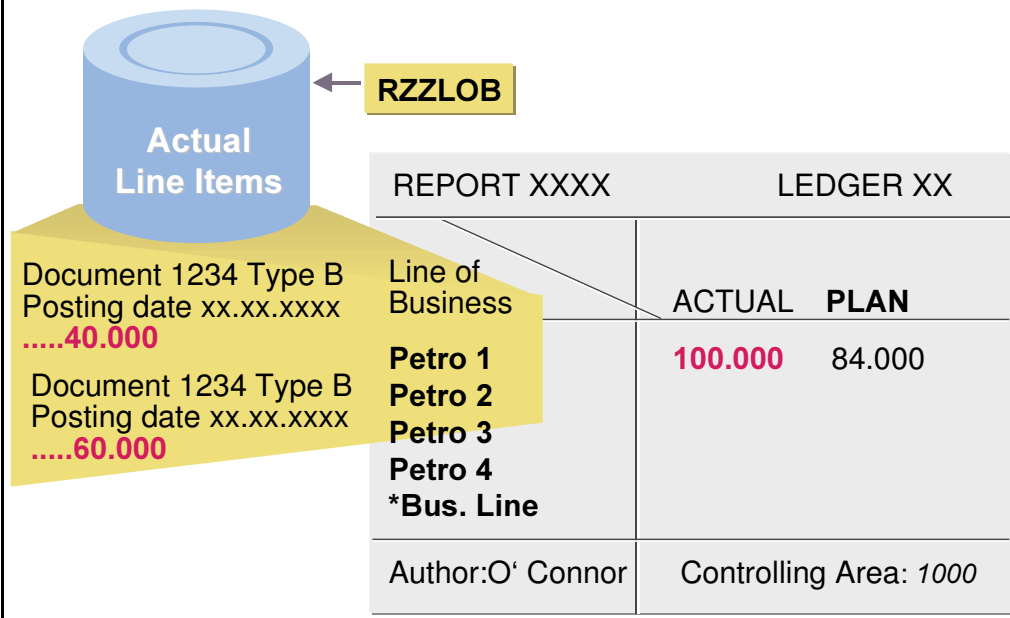 RZZLOB
Actual
Line Items
REPORT XXXX LEDGER XX
Document 1234 Type B
Posting date xx.xx.xxxx
.....40.000
Document 1234 Type B
Posting date xx.xx.xxxx
.....60.000
Line of
Business
ACTUAL PLAN
Petro 1 100.000 84.000
Petro 2
Petro 3
Petro 4
*Bus. Line
Author:O‘ Connor Controlling Area: 1000